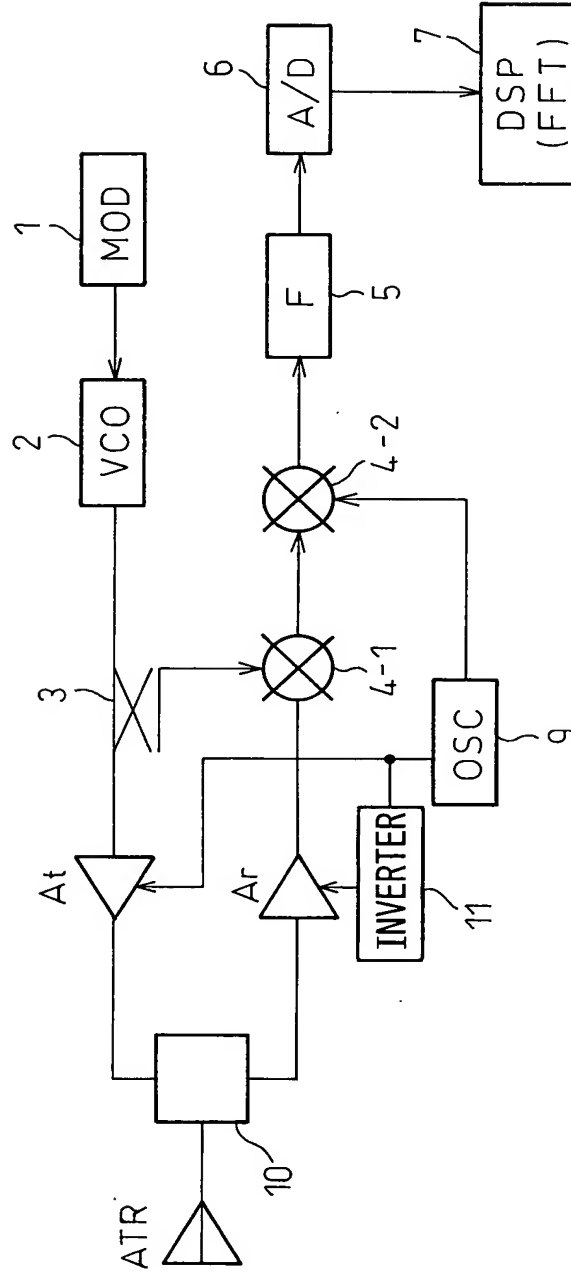 ATR
10
At
Ar
3
2
VCO
1
MOD
INVERTER
11
OSC
9
4-1
4-2
F
5
6
A/D
7
DSP
(FFT)